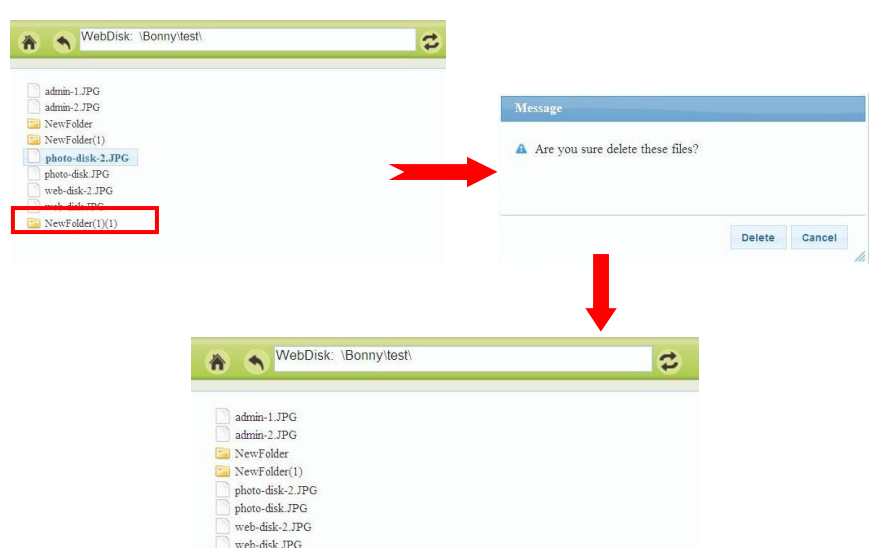 WebDisk: \Bonny\test\
admin-1.JPG
admin-2.JPG
NewFolder
NewFolder(1)
photo-disk-2.JPG
photo-disk.JPG
web-disk-2.JPG
web-disk.JPG
NewFolder(1)(1)
Message
Are you sure delete these files?
Delete Cancel
WebDisk: \Bonny\test\
admin-1.JPG
admin-2.JPG
NewFolder
NewFolder(1)
photo-disk-2.JPG
photo-disk.JPG
web-disk-2.JPG
web-disk.JPG